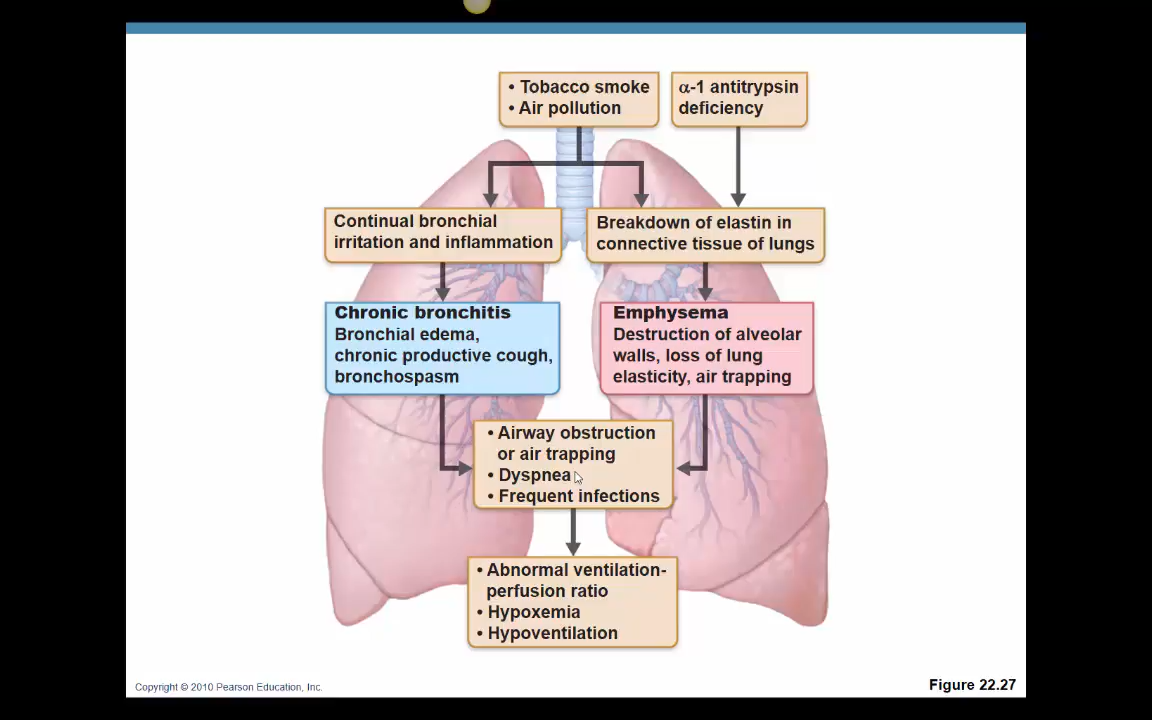 • Tobacco smoke
• Air pollution
α-1 antitrypsin
deficiency
Continual bronchial
irritation and inflammation
Breakdown of elastin in
connective tissue of lungs
Chronic bronchitis
Bronchial edema,
chronic productive cough,
bronchospasm
Emphysema
Destruction of alveolar
walls, loss of lung
elasticity, air trapping
• Airway obstruction
or air trapping
• Dyspnea
• Frequent infections
• Abnormal ventilation-
perfusion ratio
• Hypoxemia
• Hypoventilation
Copyright © 2010 Pearson Education, Inc.
Figure 22.27